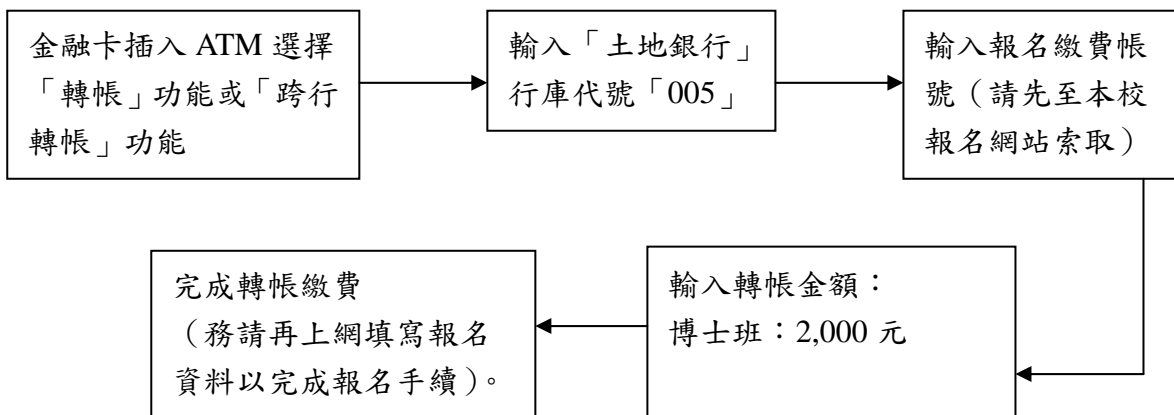 金融卡插入 ATM 選擇
「轉帳」功能或「跨行
轉帳」功能
輸入「土地銀行」
行庫代號「005」
輸入報名繳費帳
號（請先至本校
報名網站索取）
輸入轉帳金額：
博士班：2,000 元
完成轉帳繳費
（務請再上網填寫報名
資料以完成報名手續）。